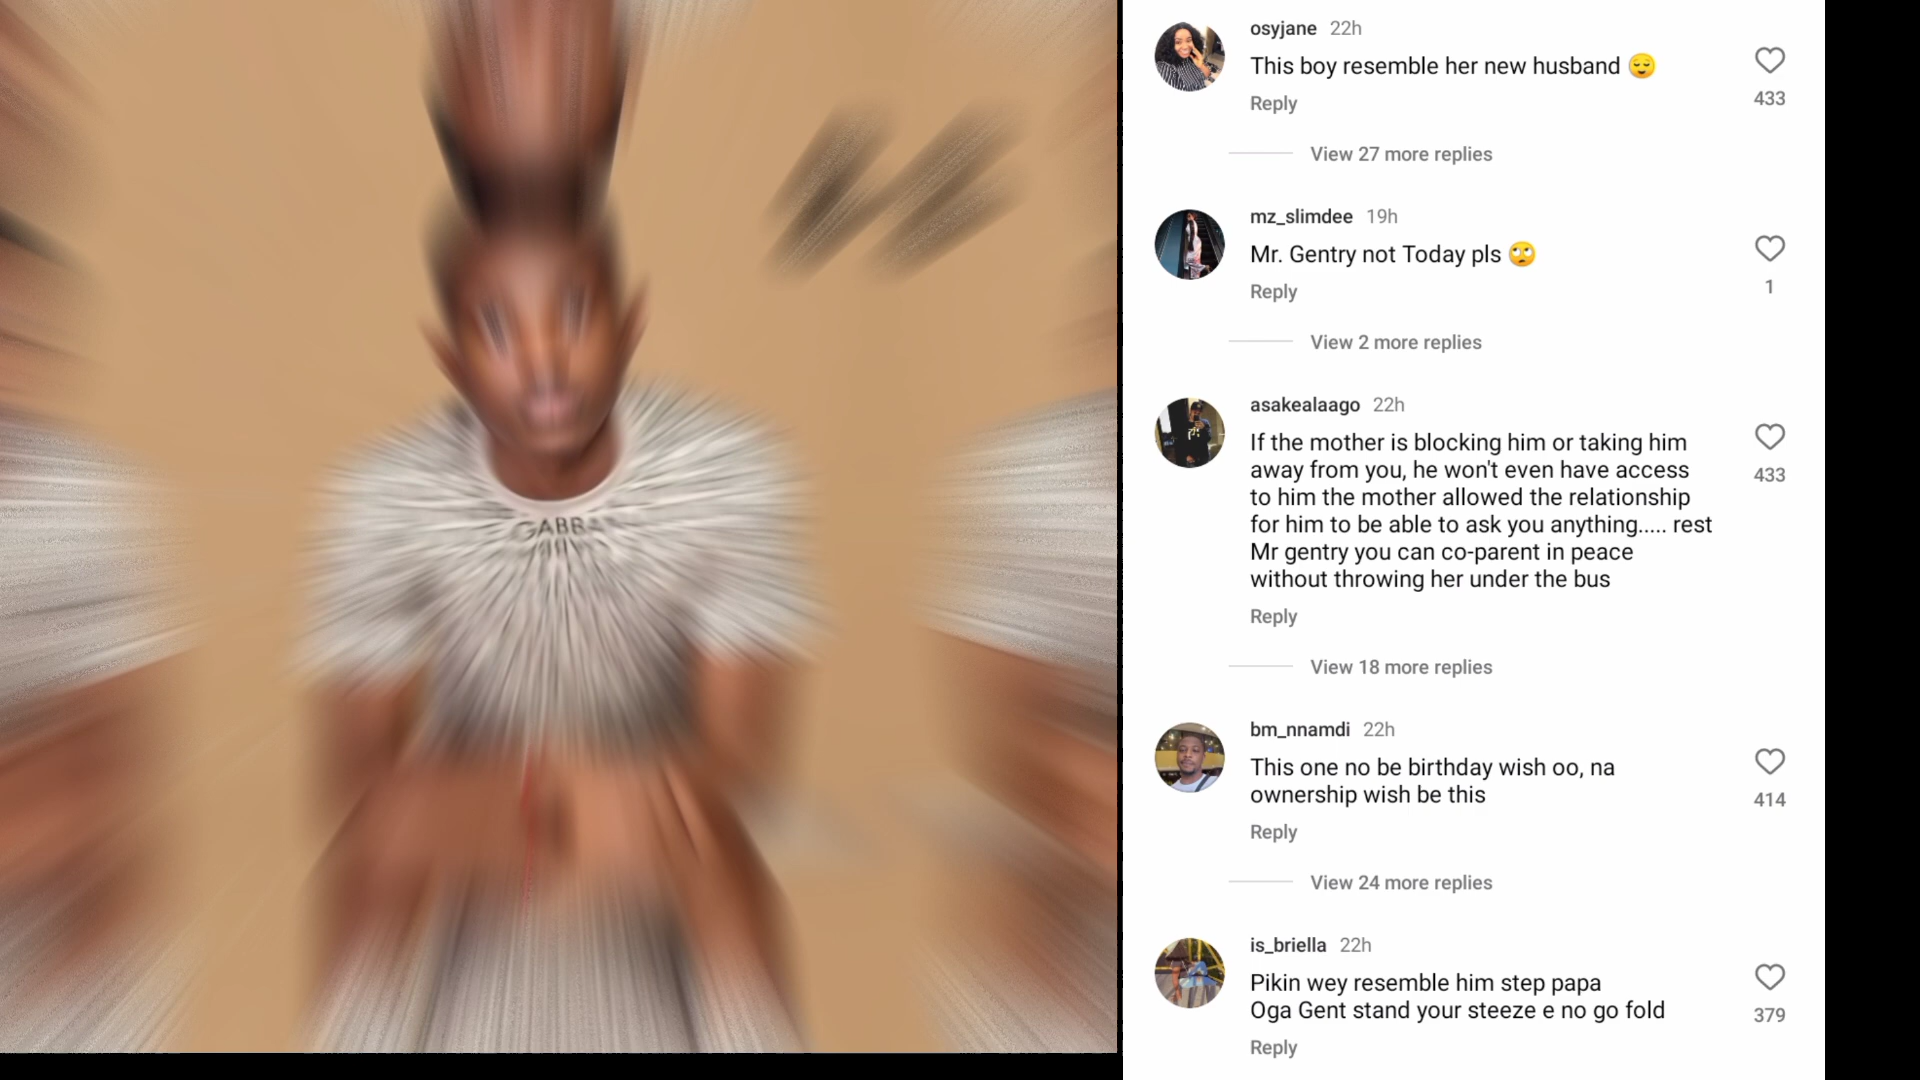 GABB
osyjane 22h
This boy resemble her new husband 😌
433
Reply
View 27 more replies
mz_slimdee 19h
Mr. Gentry not Today pls 🙄
1
Reply
View 2 more replies
asakealaago 22h
If the mother is blocking him or taking him
away from you, he won't even have access
433
to him the mother allowed the relationship
for him to be able to ask you anything..... rest
Mr gentry you can co-parent in peace
without throwing her under the bus
Reply
View 18 more replies
bm_nnamdi 22h
This one no be birthday wish oo, na
ownership wish be this
414
Reply
View 24 more replies
is_briella 22h
Pikin wey resemble him step papa
Oga Gent stand your steeze e no go fold
379
Reply